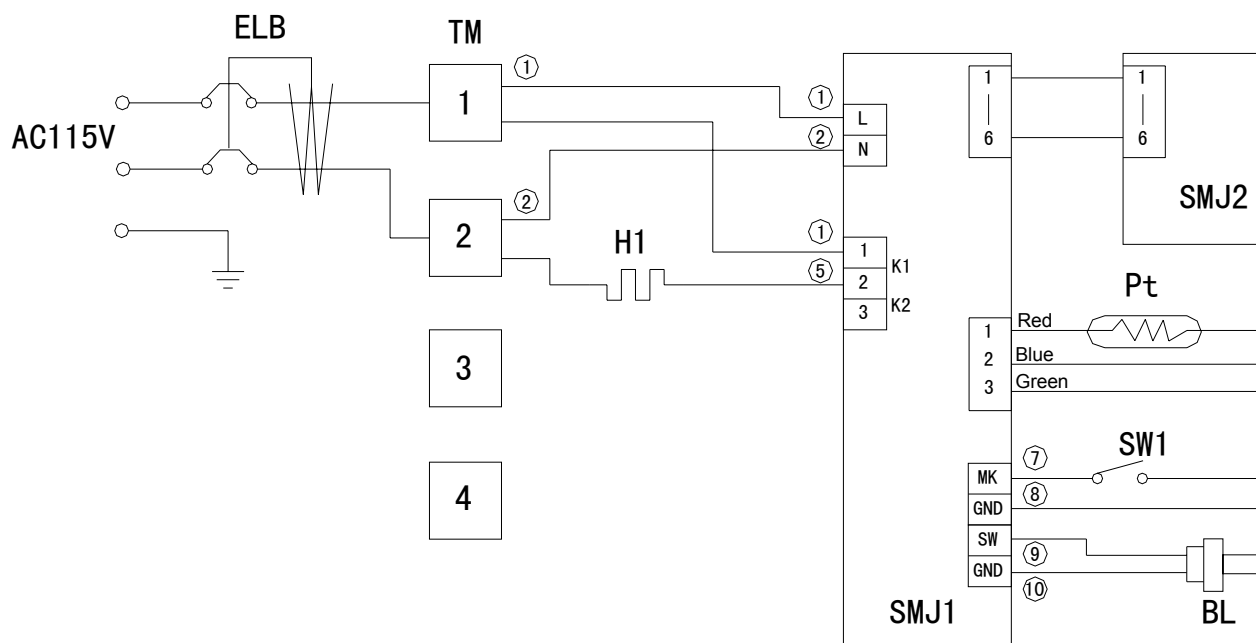 ELB
TM
AC115V
1
2
3
4
①
②
H1
①
②
L
N
①
⑤
1
2
3
K1
K2
SMJ1
1
6
1
6
SMJ2
Pt
1
2
3
Red
Blue
Green
SW1
MK
GND
SW
GND
⑦
⑧
⑨
⑩
BL